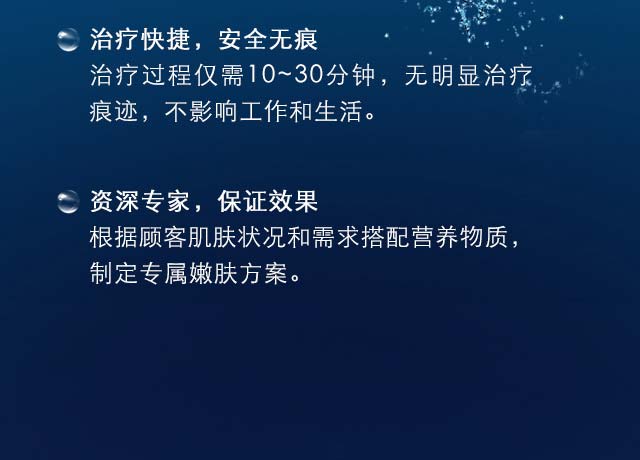 治疗快捷，安全无痕
治疗过程仅需10~30分钟，无明显治疗
痕迹，不影响工作和生活。
资深专家，保证效果
根据顾客肌肤状况和需求搭配营养物质，
制定专属嫩肤方案。